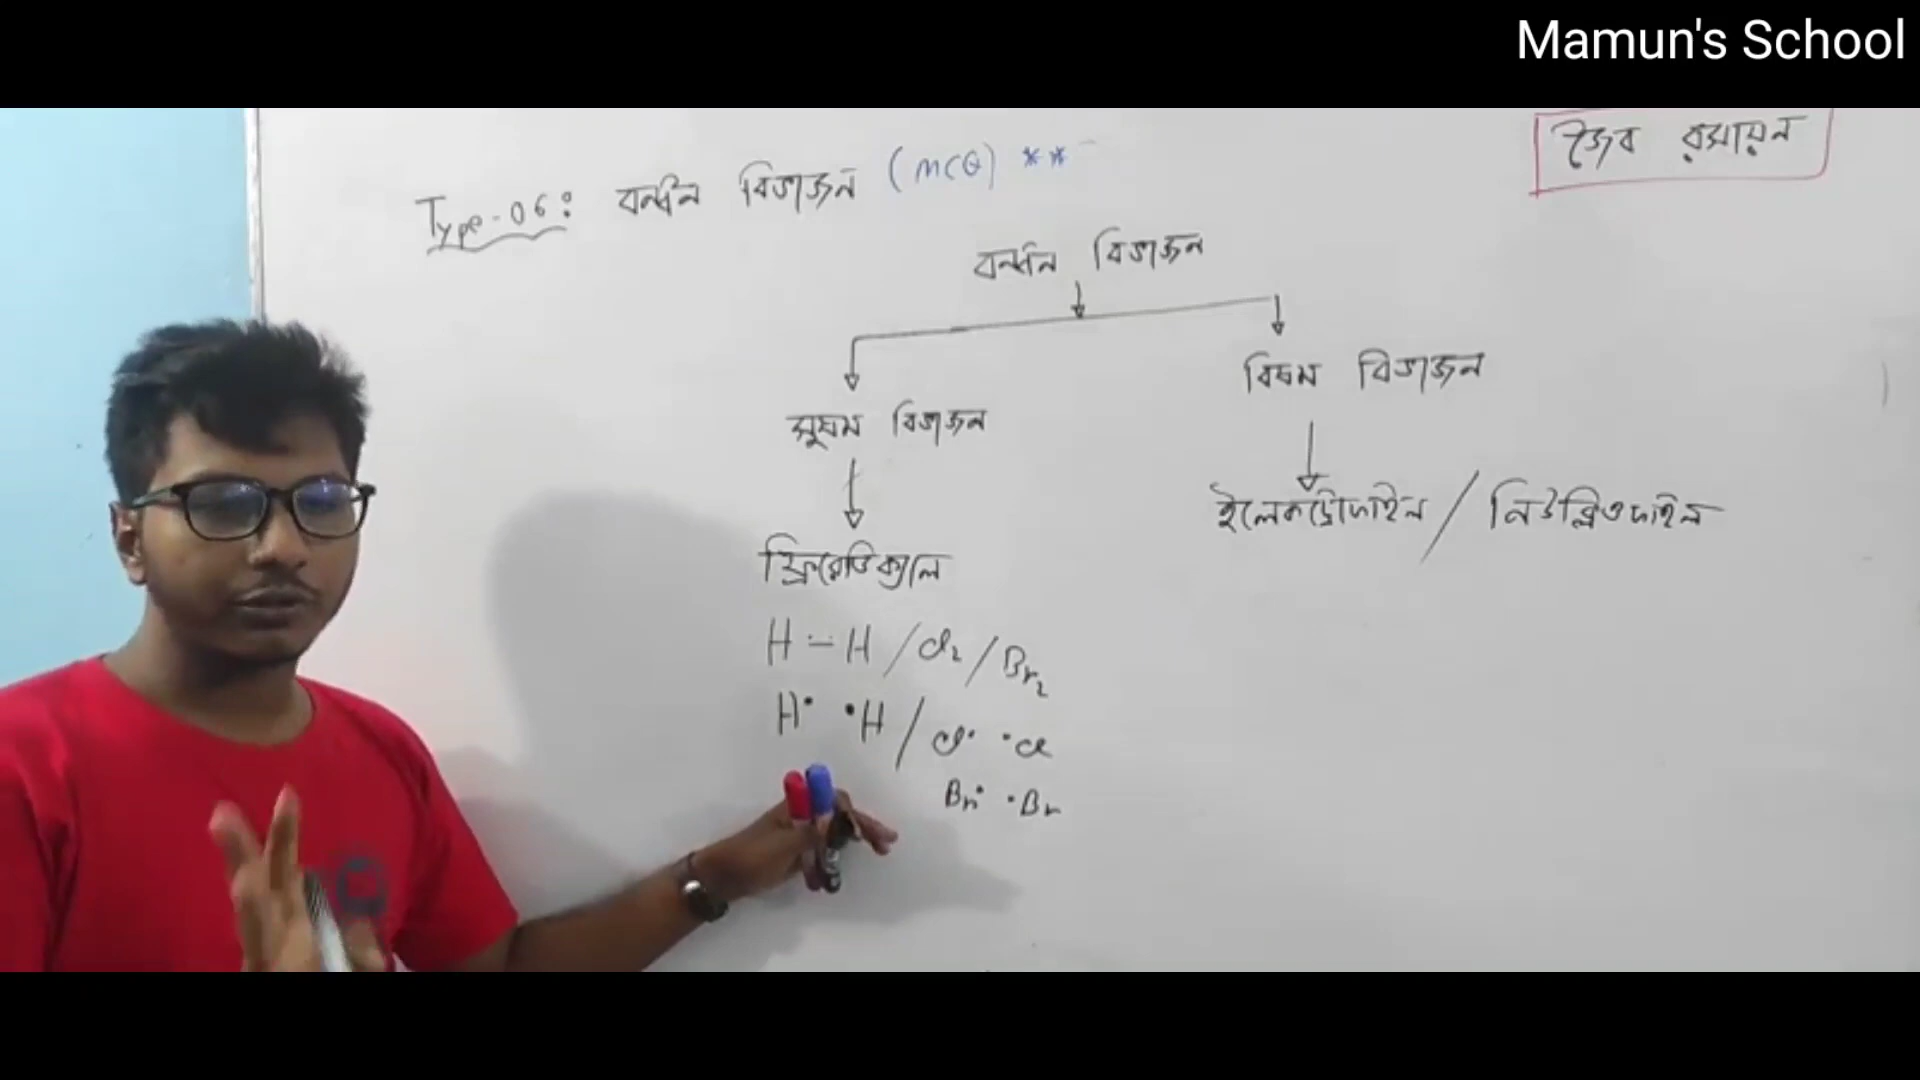 Mamun's School
জৈব রসায়ন
Type-06: বন্ধন বিভাজন (MCQ) **
বন্ধন বিভাজন
সুষম বিভাজন
বিষম বিভাজন
ইলেকট্রোফাইল / নিউক্লিওফাইল
ফ্রিরেডিক্যাল
H – H / Cl₂ / Br₂
H• •H / Cl• •Cl
Br• •Br